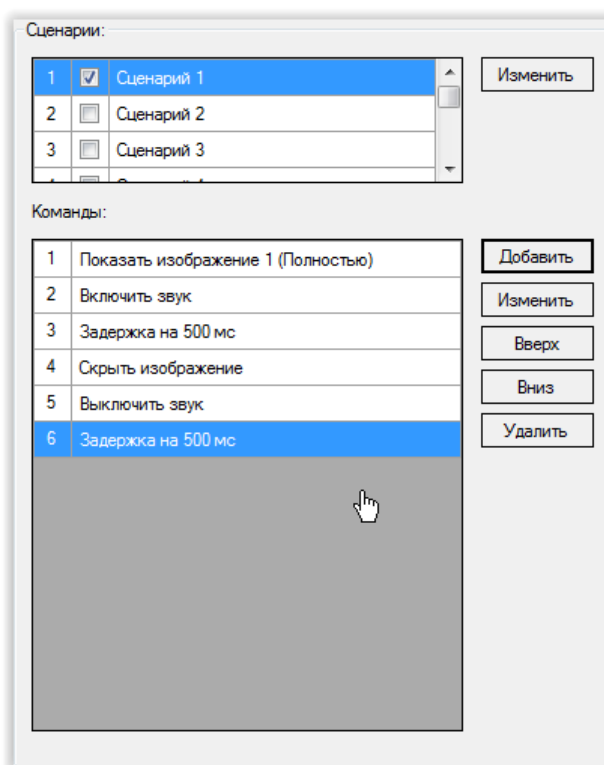 Сценарии:
1 Сценарий 1 Изменить
2 Сценарий 2
3 Сценарий 3
Команды:
1 Показать изображение 1 (Полностью) Добавить
2 Включить звук Изменить
3 Задержка на 500 мс Вверх
4 Скрыть изображение Вниз
5 Выключить звук Удалить
6 Задержка на 500 мс